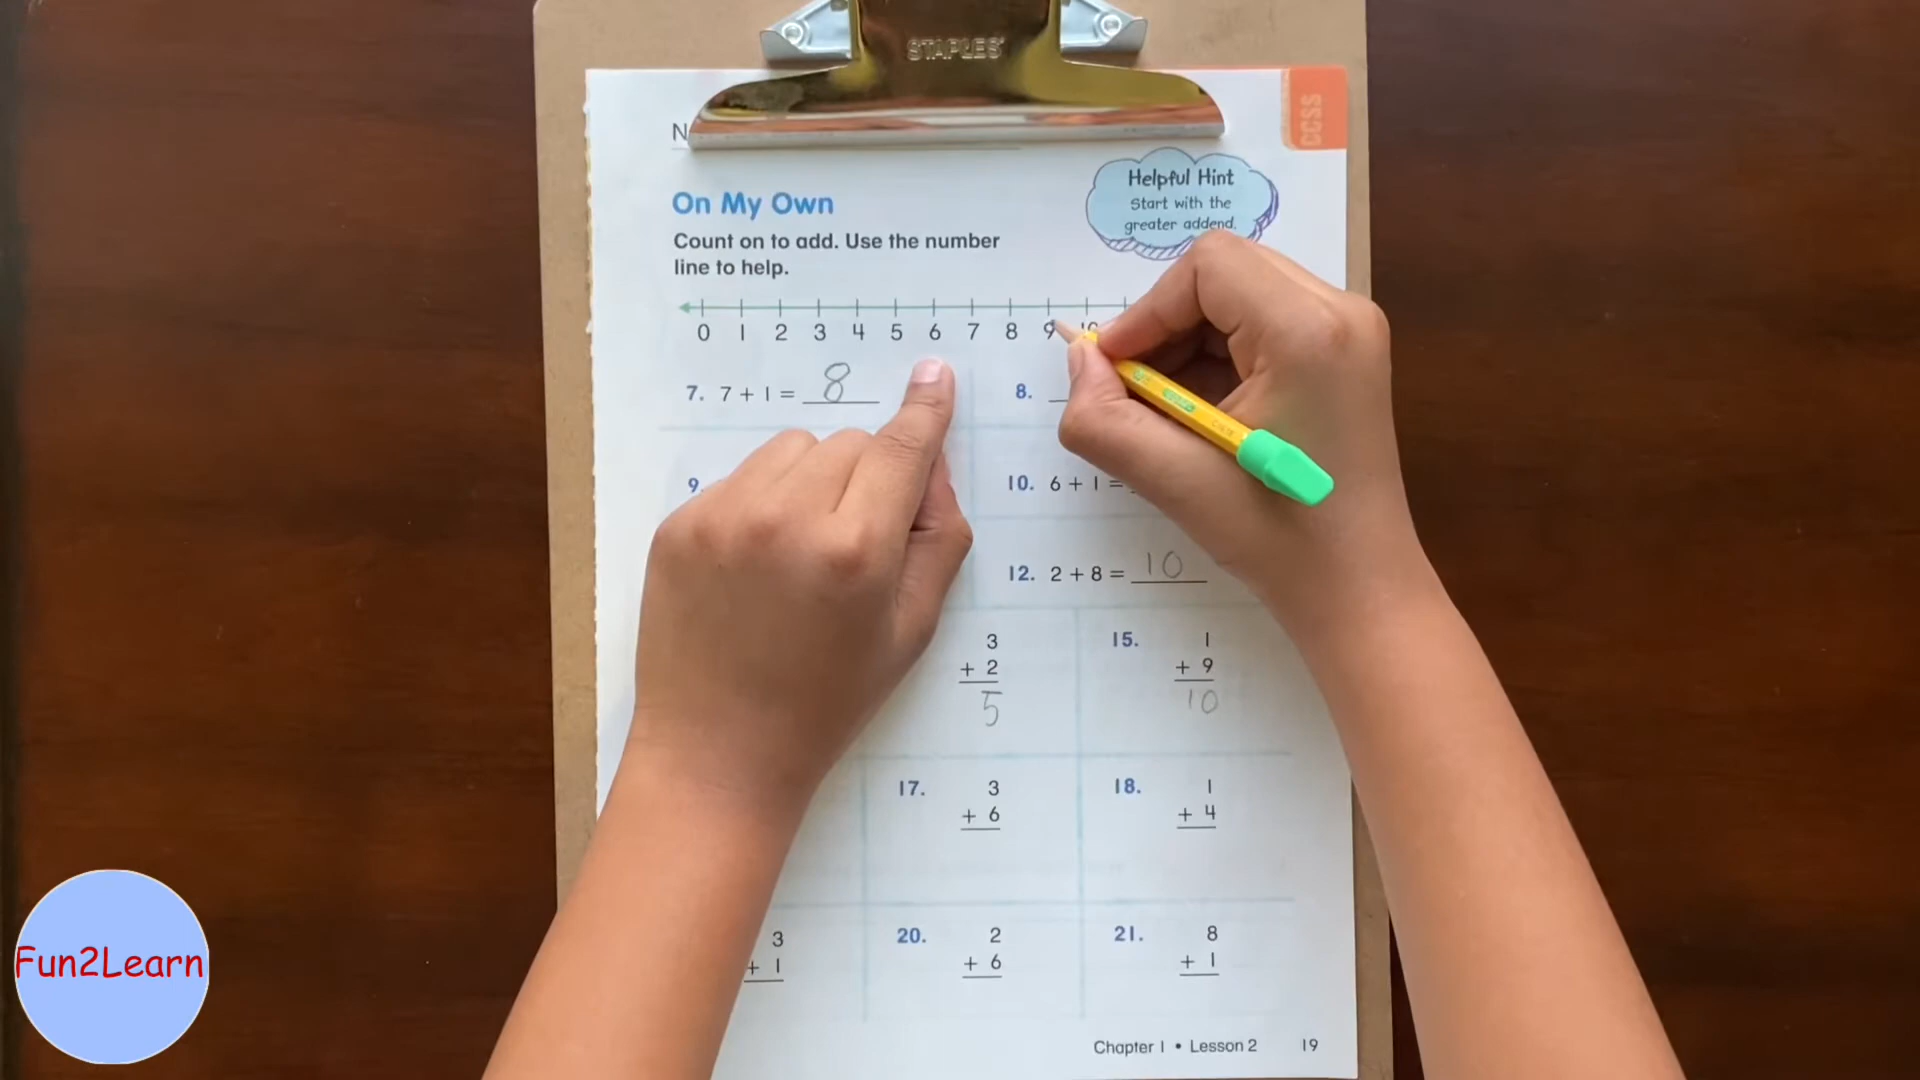 STAPLES
CCSS
N
Helpful Hint
Start with the
greater addend.
On My Own
Count on to add. Use the number
line to help.
0 1 2 3 4 5 6 7 8 9 10
7. 7 + 1 = 8
8.
9.
10. 6 + 1 =
12. 2 + 8 = 10
3
+ 2
5
15. 1
+ 9
10
17. 3
+ 6
18. 1
+ 4
3
+ 1
20. 2
+ 6
21. 8
+ 1
Chapter 1 • Lesson 2 19
Fun2Learn